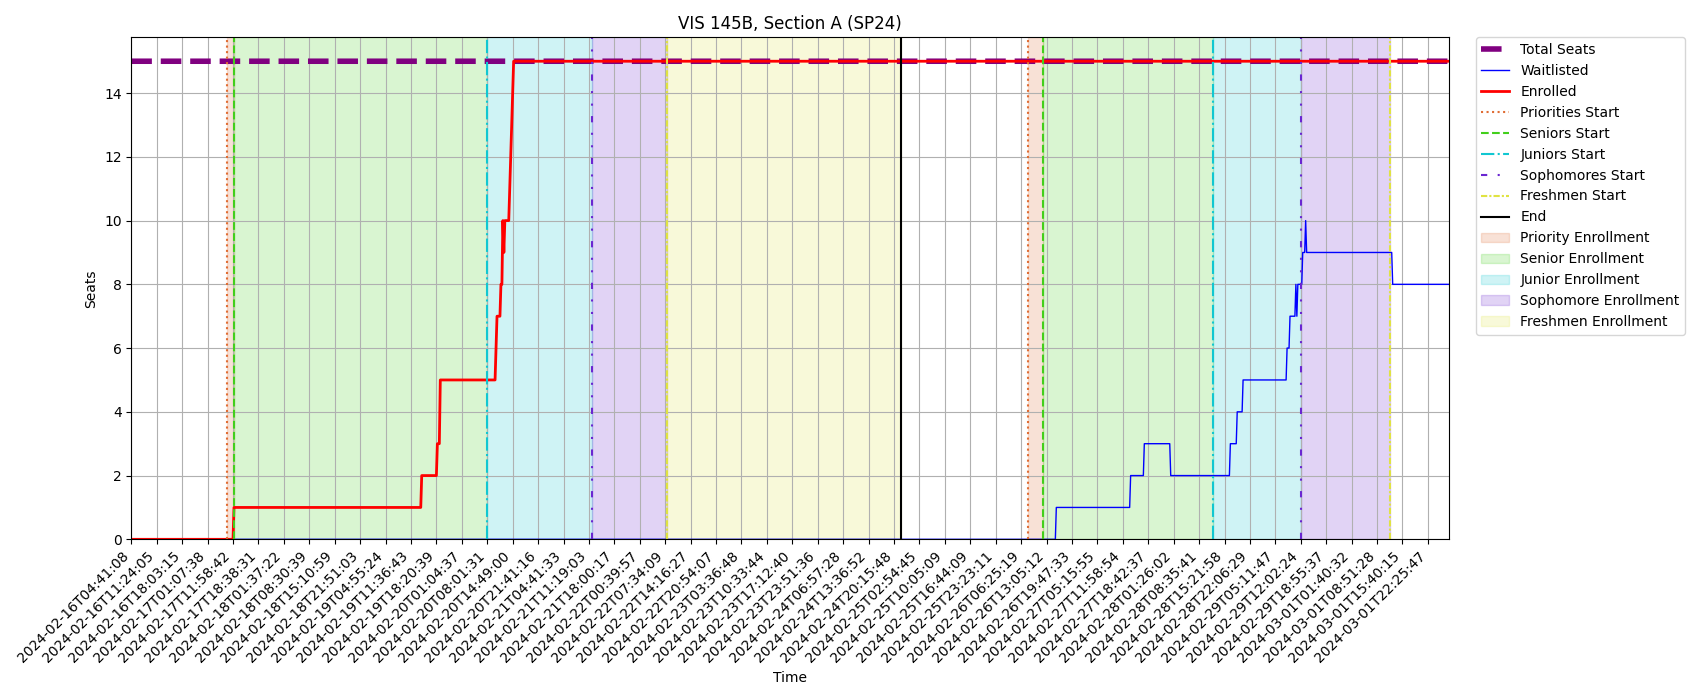 VIS 145B, Section A (SP24)
Total Seats
Waitlisted
Enrolled
Priorities Start
Seniors Start
Juniors Start
Sophomores Start
Freshmen Start
End
Priority Enrollment
Senior Enrollment
Junior Enrollment
Sophomore Enrollment
Freshmen Enrollment
Seats
14
12
10
8
6
4
2
0
2024-02-16T04:41:08
2024-02-16T11:24:05
2024-02-16T18:03:15
2024-02-17T01:07:38
2024-02-17T11:58:42
2024-02-17T18:38:31
2024-02-18T01:37:22
2024-02-18T08:30:39
2024-02-18T15:10:59
2024-02-18T21:51:03
2024-02-19T04:55:24
2024-02-19T11:36:43
2024-02-19T18:20:39
2024-02-20T01:04:37
2024-02-20T08:01:31
2024-02-20T14:49:00
2024-02-20T21:41:16
2024-02-21T04:41:33
2024-02-21T11:19:03
2024-02-21T18:00:17
2024-02-22T00:39:57
2024-02-22T07:34:09
2024-02-22T14:16:27
2024-02-22T20:54:07
2024-02-23T03:36:48
2024-02-23T10:33:44
2024-02-23T17:12:40
2024-02-23T23:51:36
2024-02-24T06:57:28
2024-02-24T13:36:52
2024-02-24T20:15:48
2024-02-25T02:54:45
2024-02-25T10:05:09
2024-02-25T16:44:09
2024-02-25T23:23:11
2024-02-26T06:25:19
2024-02-26T13:05:12
2024-02-26T19:47:33
2024-02-27T05:15:55
2024-02-27T11:58:54
2024-02-27T18:42:37
2024-02-28T01:26:02
2024-02-28T08:35:41
2024-02-28T15:21:58
2024-02-28T22:06:29
2024-02-29T05:11:47
2024-02-29T12:02:24
2024-02-29T18:55:37
2024-03-01T01:40:32
2024-03-01T08:51:28
2024-03-01T15:40:15
2024-03-01T22:25:47
Time